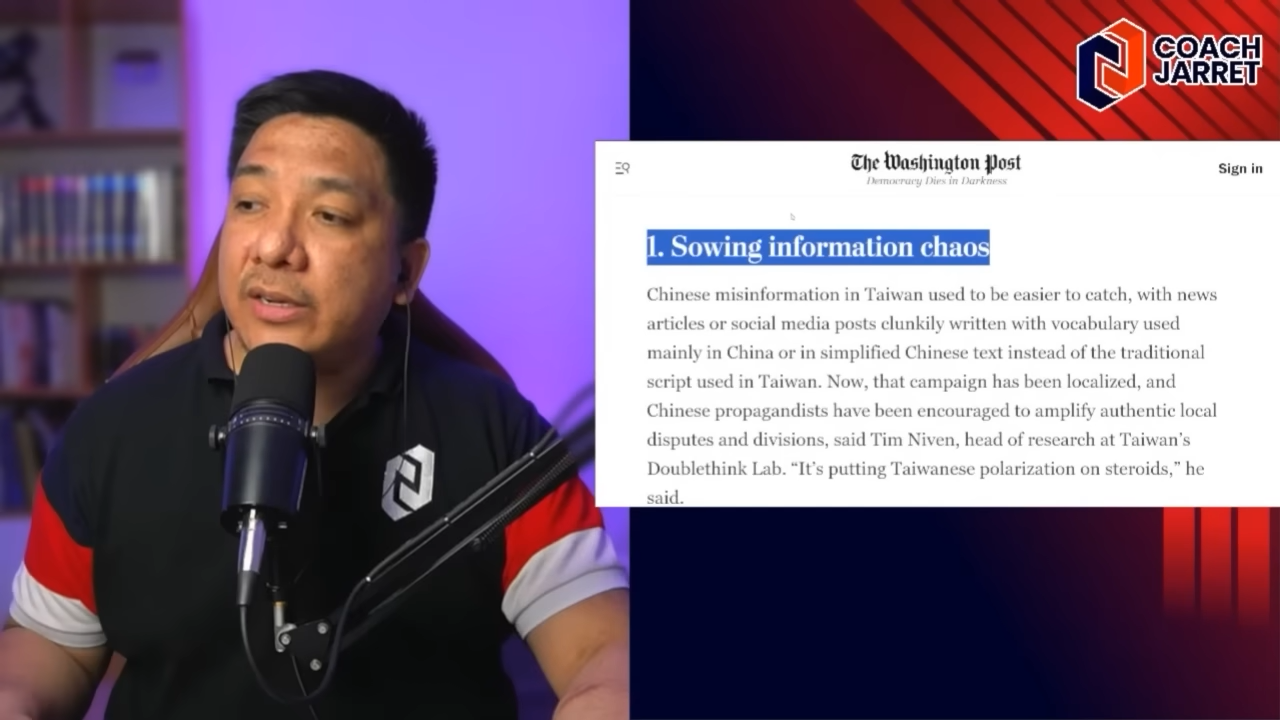 COACH
JARRET
The Washington Post
Democracy Dies in Darkness
Sign in
1. Sowing information chaos
Chinese misinformation in Taiwan used to be easier to catch, with news
articles or social media posts clunkily written with vocabulary used
mainly in China or in simplified Chinese text instead of the traditional
script used in Taiwan. Now, that campaign has been localized, and
Chinese propagandists have been encouraged to amplify authentic local
disputes and divisions, said Tim Niven, head of research at Taiwan’s
Doublethink Lab. “It’s putting Taiwanese polarization on steroids,” he
said.